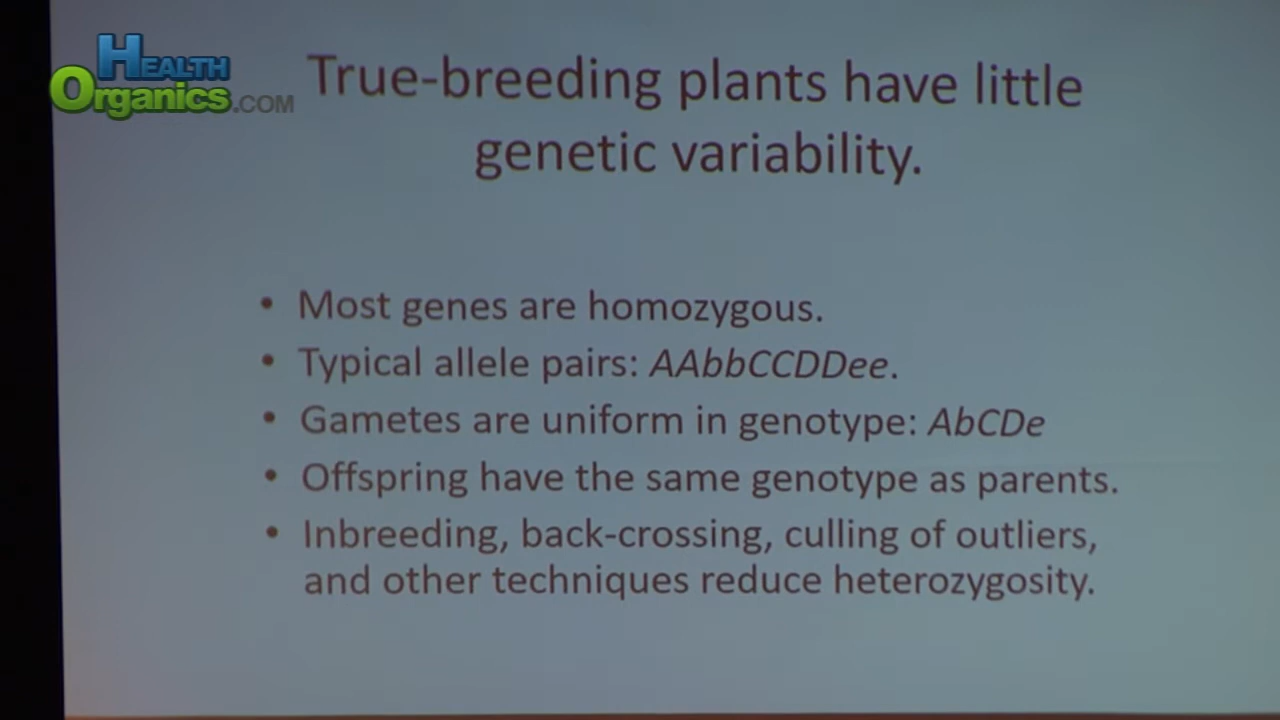 HEALTH
Organics.COM
True-breeding plants have little
genetic variability.
• Most genes are homozygous.
• Typical allele pairs: AAbbCCDDee.
• Gametes are uniform in genotype: AbCDe
• Offspring have the same genotype as parents.
• Inbreeding, back-crossing, culling of outliers,
and other techniques reduce heterozygosity.